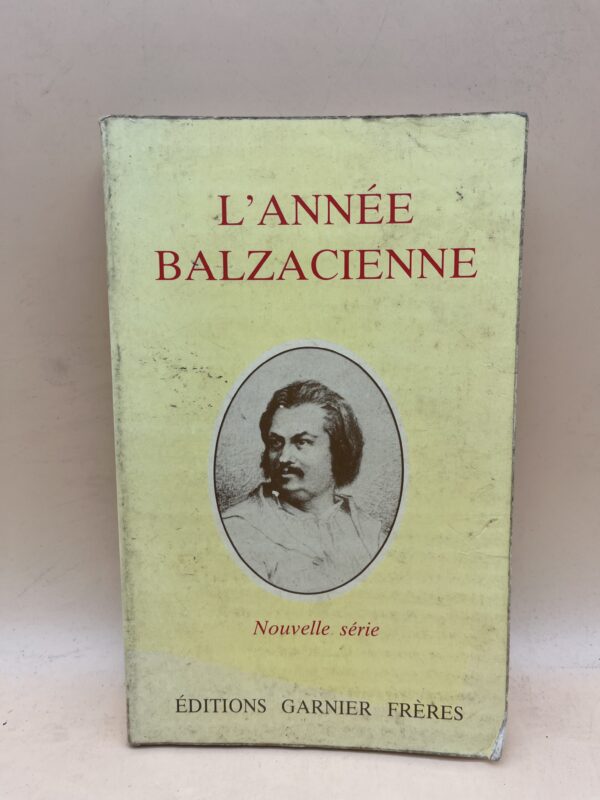 L'ANNÉE
BALZACIENNE
Nouvelle série
ÉDITIONS GARNIER FRÈRES